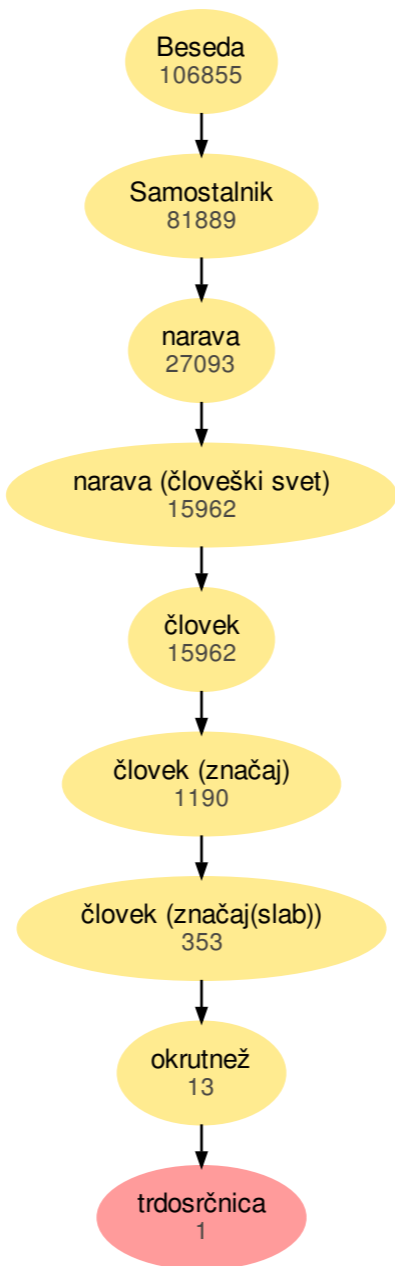 Beseda
106855
Samostalnik
81889
narava
27093
narava (človeški svet)
15962
človek
15962
človek (značaj)
1190
človek (značaj(slab))
353
okrutnež
13
trdosrčnica
1